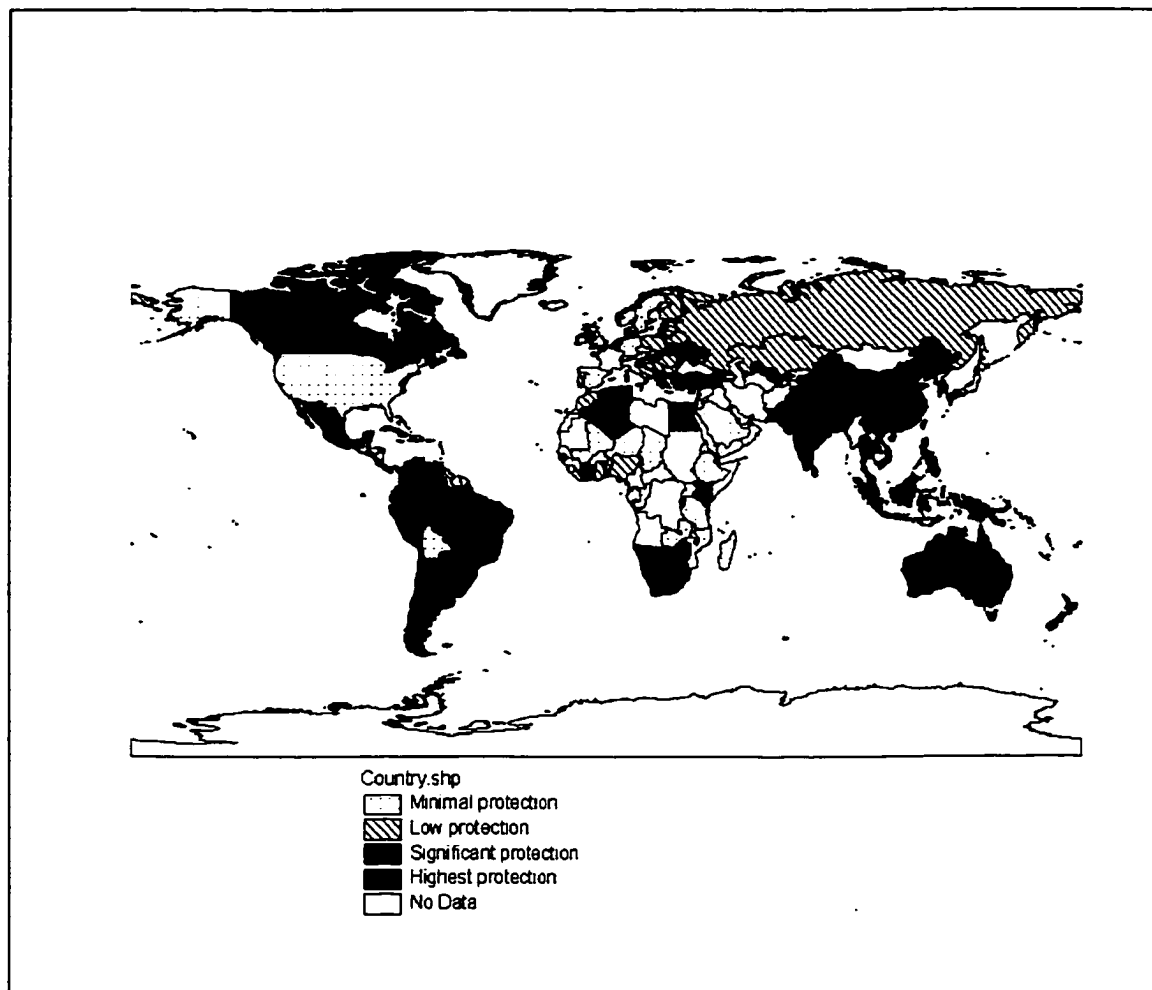 Country.shp
Minimal protection
Low protection
Significant protection
Highest protection
No Data